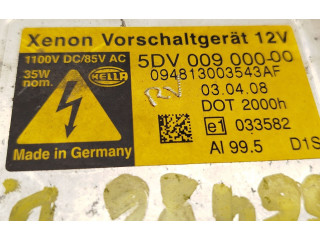 Xenon Vorschaltgerät 12V
1100V DC/85V AC
35W nom.
HELLA
5DV 009 000-00
094813003543AF
03.04.08
DOT 2000h
e1 033582
Made in Germany
Al 99.5 D1S